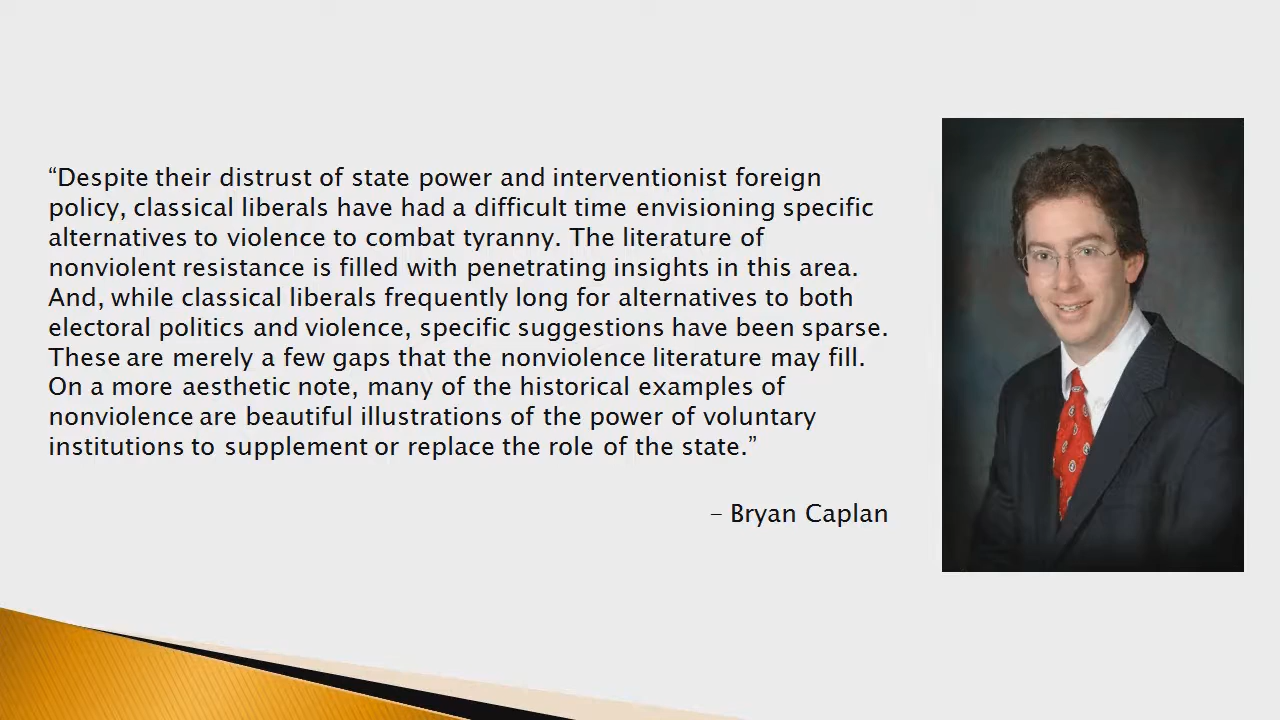 “Despite their distrust of state power and interventionist foreign
policy, classical liberals have had a difficult time envisioning specific
alternatives to violence to combat tyranny. The literature of
nonviolent resistance is filled with penetrating insights in this area.
And, while classical liberals frequently long for alternatives to both
electoral politics and violence, specific suggestions have been sparse.
These are merely a few gaps that the nonviolence literature may fill.
On a more aesthetic note, many of the historical examples of
nonviolence are beautiful illustrations of the power of voluntary
institutions to supplement or replace the role of the state.”
– Bryan Caplan